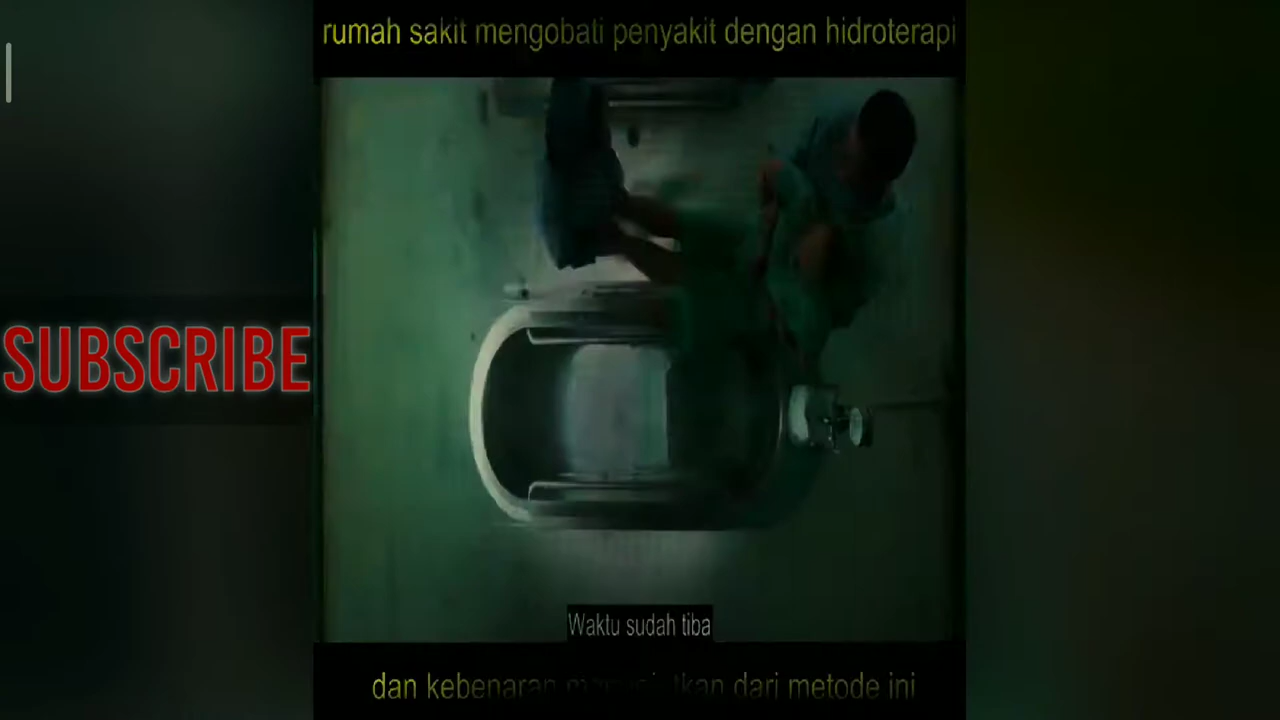 rumah sakit mengobati penyakit dengan hidroterapi
SUBSCRIBE
Waktu sudah tiba
dan kebenaran dari metode ini